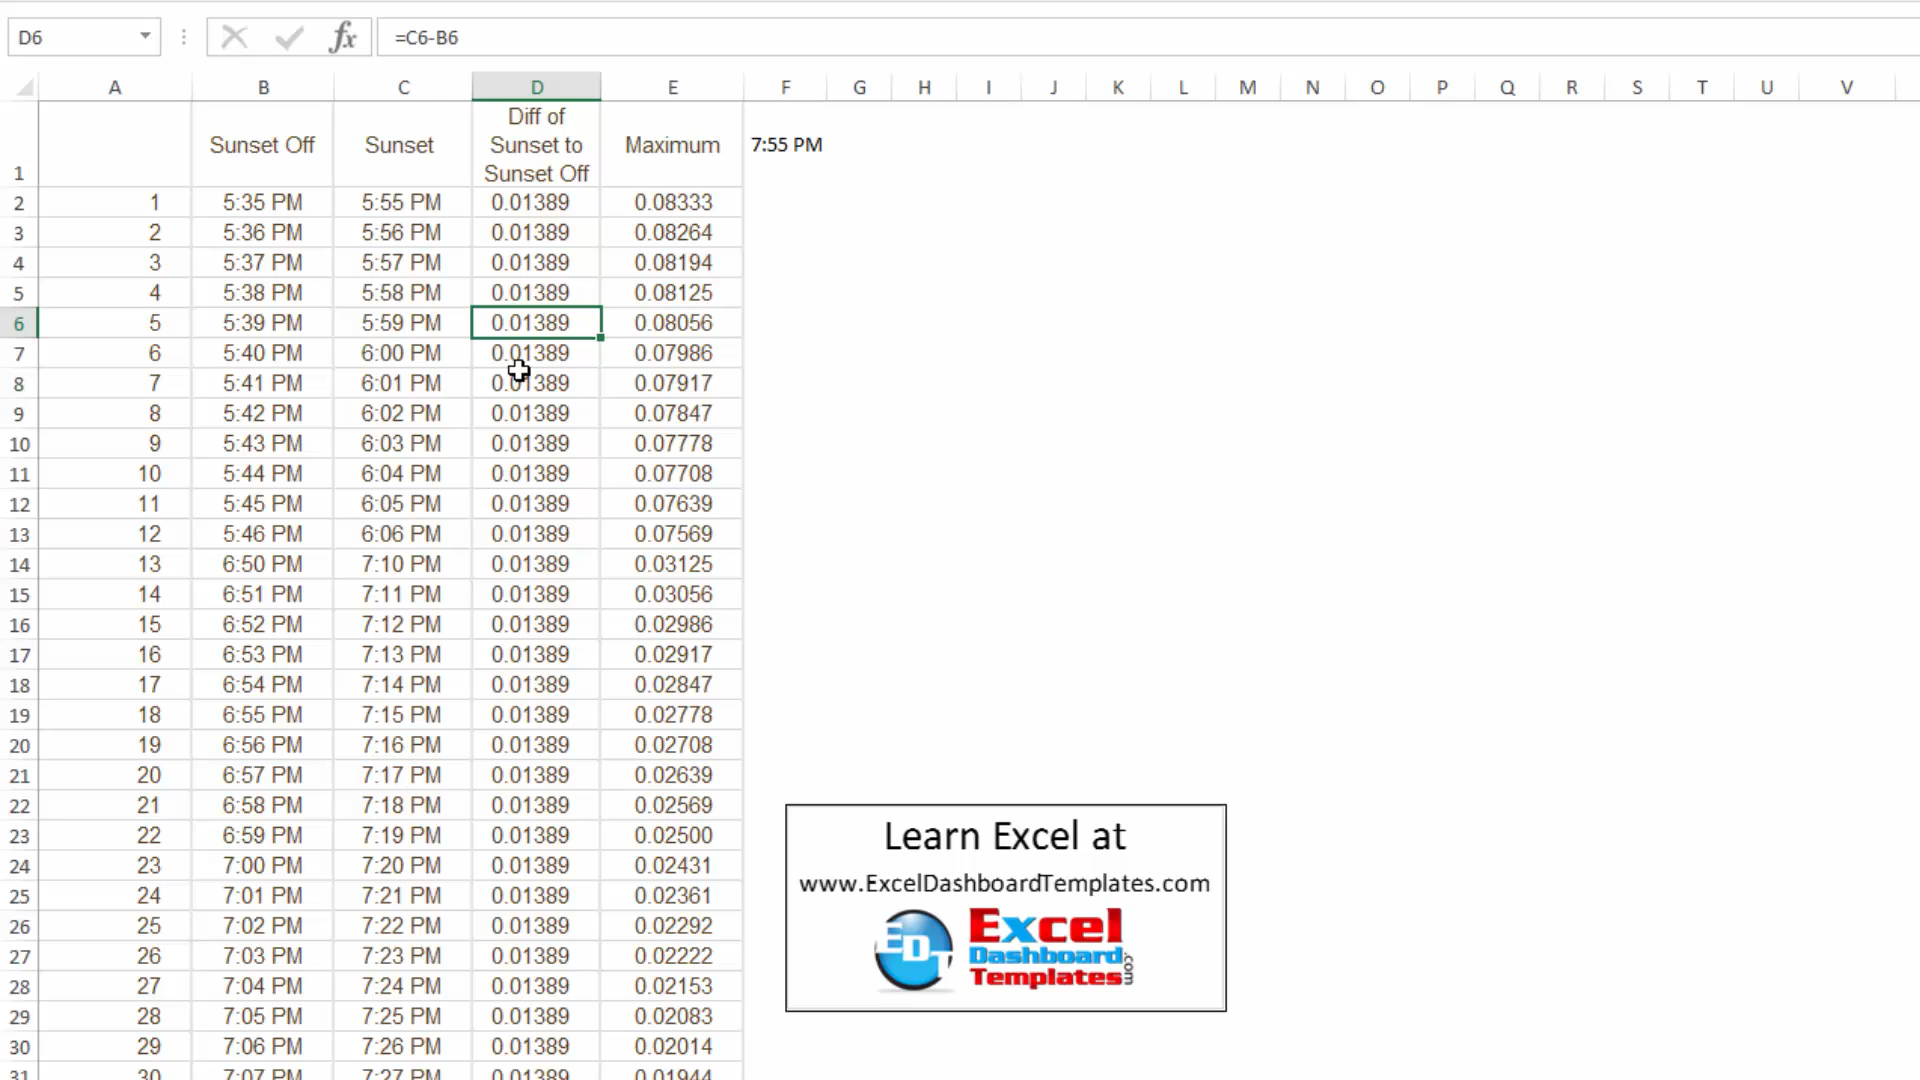 D6 fx =C6-B6
A B C D E F G H I J K L M N O P Q R S T U V
Diff of
Sunset Off Sunset Sunset to Maximum 7:55 PM
1 Sunset Off
2 1 5:35 PM 5:55 PM 0.01389 0.08333
3 2 5:36 PM 5:56 PM 0.01389 0.08264
4 3 5:37 PM 5:57 PM 0.01389 0.08194
5 4 5:38 PM 5:58 PM 0.01389 0.08125
6 5 5:39 PM 5:59 PM 0.01389 0.08056
7 6 5:40 PM 6:00 PM 0.01389 0.07986
8 7 5:41 PM 6:01 PM 0.01389 0.07917
9 8 5:42 PM 6:02 PM 0.01389 0.07847
10 9 5:43 PM 6:03 PM 0.01389 0.07778
11 10 5:44 PM 6:04 PM 0.01389 0.07708
12 11 5:45 PM 6:05 PM 0.01389 0.07639
13 12 5:46 PM 6:06 PM 0.01389 0.07569
14 13 6:50 PM 7:10 PM 0.01389 0.03125
15 14 6:51 PM 7:11 PM 0.01389 0.03056
16 15 6:52 PM 7:12 PM 0.01389 0.02986
17 16 6:53 PM 7:13 PM 0.01389 0.02917
18 17 6:54 PM 7:14 PM 0.01389 0.02847
19 18 6:55 PM 7:15 PM 0.01389 0.02778
20 19 6:56 PM 7:16 PM 0.01389 0.02708
21 20 6:57 PM 7:17 PM 0.01389 0.02639
22 21 6:58 PM 7:18 PM 0.01389 0.02569
23 22 6:59 PM 7:19 PM 0.01389 0.02500
24 23 7:00 PM 7:20 PM 0.01389 0.02431
25 24 7:01 PM 7:21 PM 0.01389 0.02361
26 25 7:02 PM 7:22 PM 0.01389 0.02292
27 26 7:03 PM 7:23 PM 0.01389 0.02222
28 27 7:04 PM 7:24 PM 0.01389 0.02153
29 28 7:05 PM 7:25 PM 0.01389 0.02083
30 29 7:06 PM 7:26 PM 0.01389 0.02014
31 30 7:07 PM 7:27 PM 0.01389 0.01944
Learn Excel at
www.ExcelDashboardTemplates.com
EDT
Excel
Dashboard
Templates.com